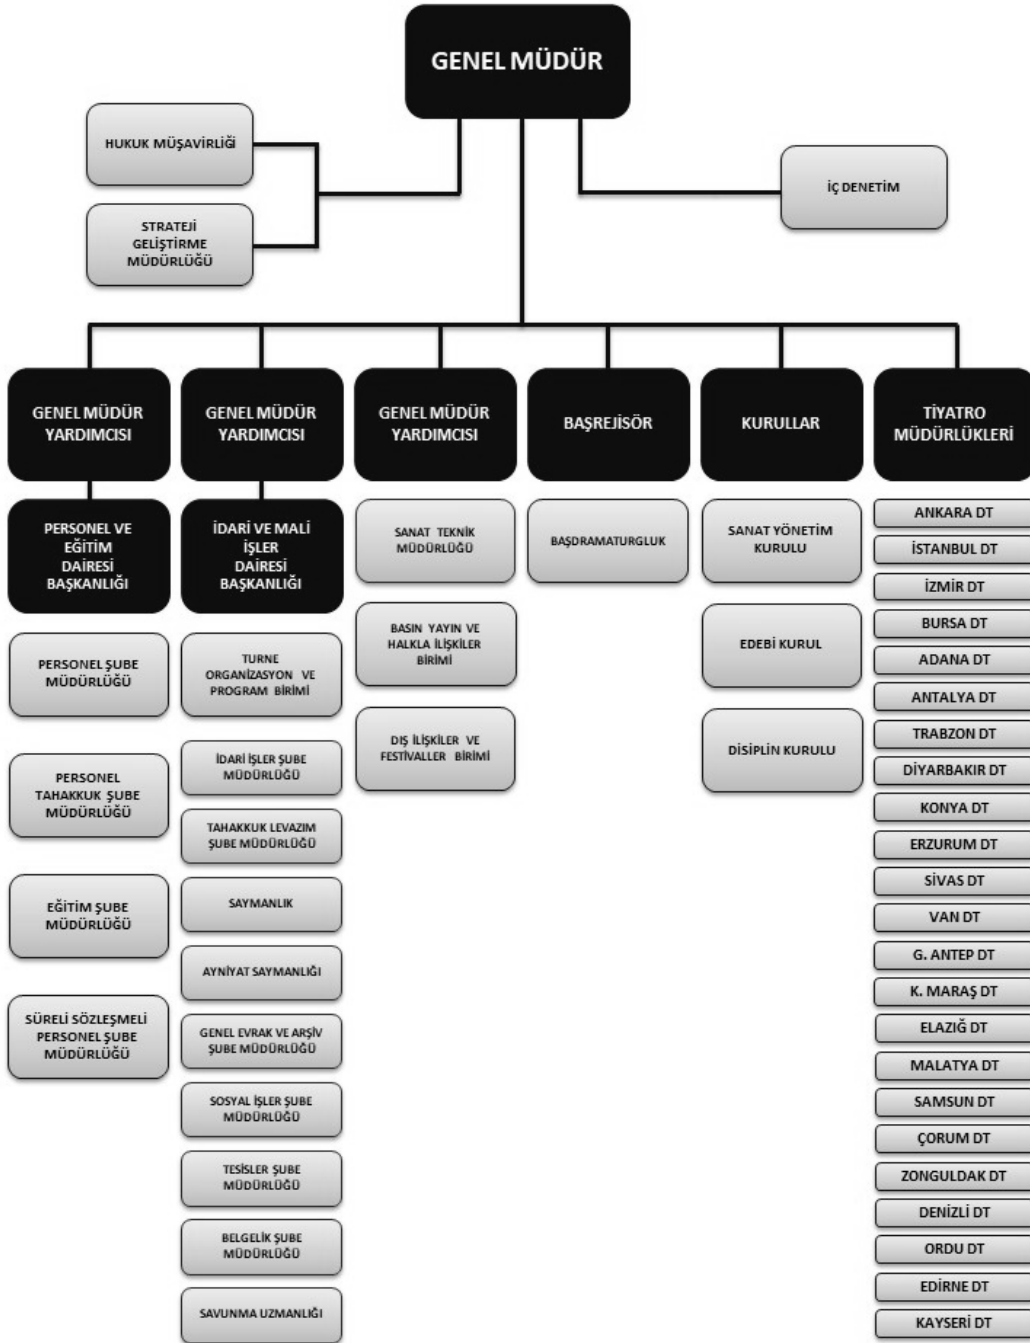 GENEL MÜDÜR
HUKUK MÜŞAVİRLİĞİ
STRATEJİ
GELİŞTİRME
MÜDÜRLÜĞÜ
İÇ DENETİM
GENEL MÜDÜR
YARDIMCISI
PERSONEL VE
EĞİTİM
DAİRESİ
BAŞKANLIĞI
PERSONEL ŞUBE
MÜDÜRLÜĞÜ
PERSONEL
TAHAKKUK ŞUBE
MÜDÜRLÜĞÜ
EĞİTİM ŞUBE
MÜDÜRLÜĞÜ
SÜRELİ SÖZLEŞMELİ
PERSONEL ŞUBE
MÜDÜRLÜĞÜ
GENEL MÜDÜR
YARDIMCISI
İDARİ VE MALİ
İŞLER
DAİRESİ
BAŞKANLIĞI
TURNE
ORGANİZASYON VE
PROGRAM BİRİMİ
İDARİ İŞLER ŞUBE
MÜDÜRLÜĞÜ
TAHAKKUK LEVAZIM
ŞUBE MÜDÜRLÜĞÜ
SAYMANLIK
AYNİYAT SAYMANLIĞI
GENEL EVRAK VE ARŞİV
ŞUBE MÜDÜRLÜĞÜ
SOSYAL İŞLER ŞUBE
MÜDÜRLÜĞÜ
TESİSLER ŞUBE
MÜDÜRLÜĞÜ
BELGELİK ŞUBE
MÜDÜRLÜĞÜ
SAVUNMA UZMANLIĞI
GENEL MÜDÜR
YARDIMCISI
SANAT TEKNİK
MÜDÜRLÜĞÜ
BASIN YAYIN VE
HALKLA İLİŞKİLER
BİRİMİ
DIŞ İLİŞKİLER VE
FESTİVALLER BİRİMİ
BAŞREJİSÖR
BAŞDRAMATURGLUK
KURULLAR
SANAT YÖNETİM
KURULU
EDEBİ KURUL
DİSİPLİN KURULU
TİYATRO
MÜDÜRLÜKLERİ
ANKARA DT
İSTANBUL DT
İZMİR DT
BURSA DT
ADANA DT
ANTALYA DT
TRABZON DT
DİYARBAKIR DT
KONYA DT
ERZURUM DT
SİVAS DT
VAN DT
G. ANTEP DT
K. MARAŞ DT
ELAZIĞ DT
MALATYA DT
SAMSUN DT
ÇORUM DT
ZONGULDAK DT
DENİZLİ DT
ORDU DT
EDİRNE DT
KAYSERİ DT